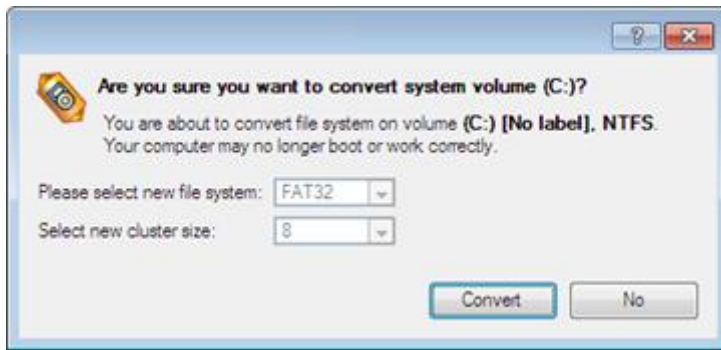 Are you sure you want to convert system volume (C:)?
You are about to convert file system on volume (C:) [No label], NTFS.
Your computer may no longer boot or work correctly.
Please select new file system: FAT32
Select new cluster size: 8
Convert No